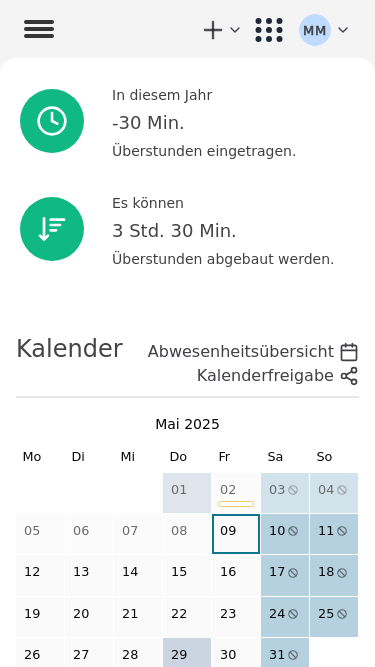 MM
In diesem Jahr
-30 Min.
Überstunden eingetragen.
Es können
3 Std. 30 Min.
Überstunden abgebaut werden.
Kalender
Abwesenheitsübersicht
Kalenderfreigabe
Mai 2025
Mo Di Mi Do Fr Sa So
01 02 03 04
05 06 07 08 09 10 11
12 13 14 15 16 17 18
19 20 21 22 23 24 25
26 27 28 29 30 31